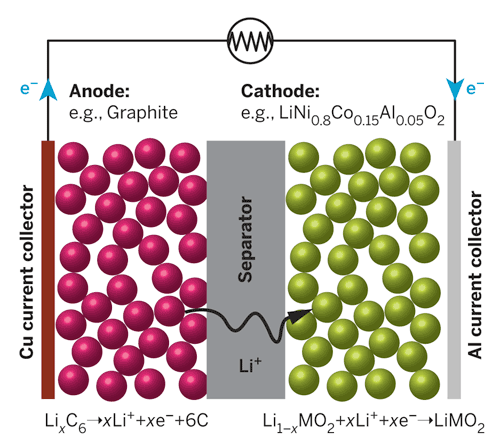 e⁻
e⁻
Anode:
e.g., Graphite
Cathode:
e.g., LiNi₀.₈Co₀.₁₅Al₀.₀₅O₂
Cu current collector
Separator
Li⁺
Al current collector
LiₓC₆→xLi⁺+xe⁻+6C
Li₁₋ₓMO₂+xLi⁺+xe⁻→LiMO₂